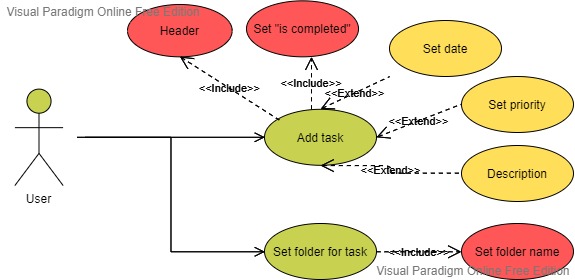 Visual Paradigm Online Free Edition
Header
Set "is completed"
Set date
<<Include>>
<<Include>>
<<Extend>>
Set priority
<<Extend>>
Add task
<<Extend>>
Description
User
Set folder for task
<<Include>>
Set folder name
Visual Paradigm Online Free Edition